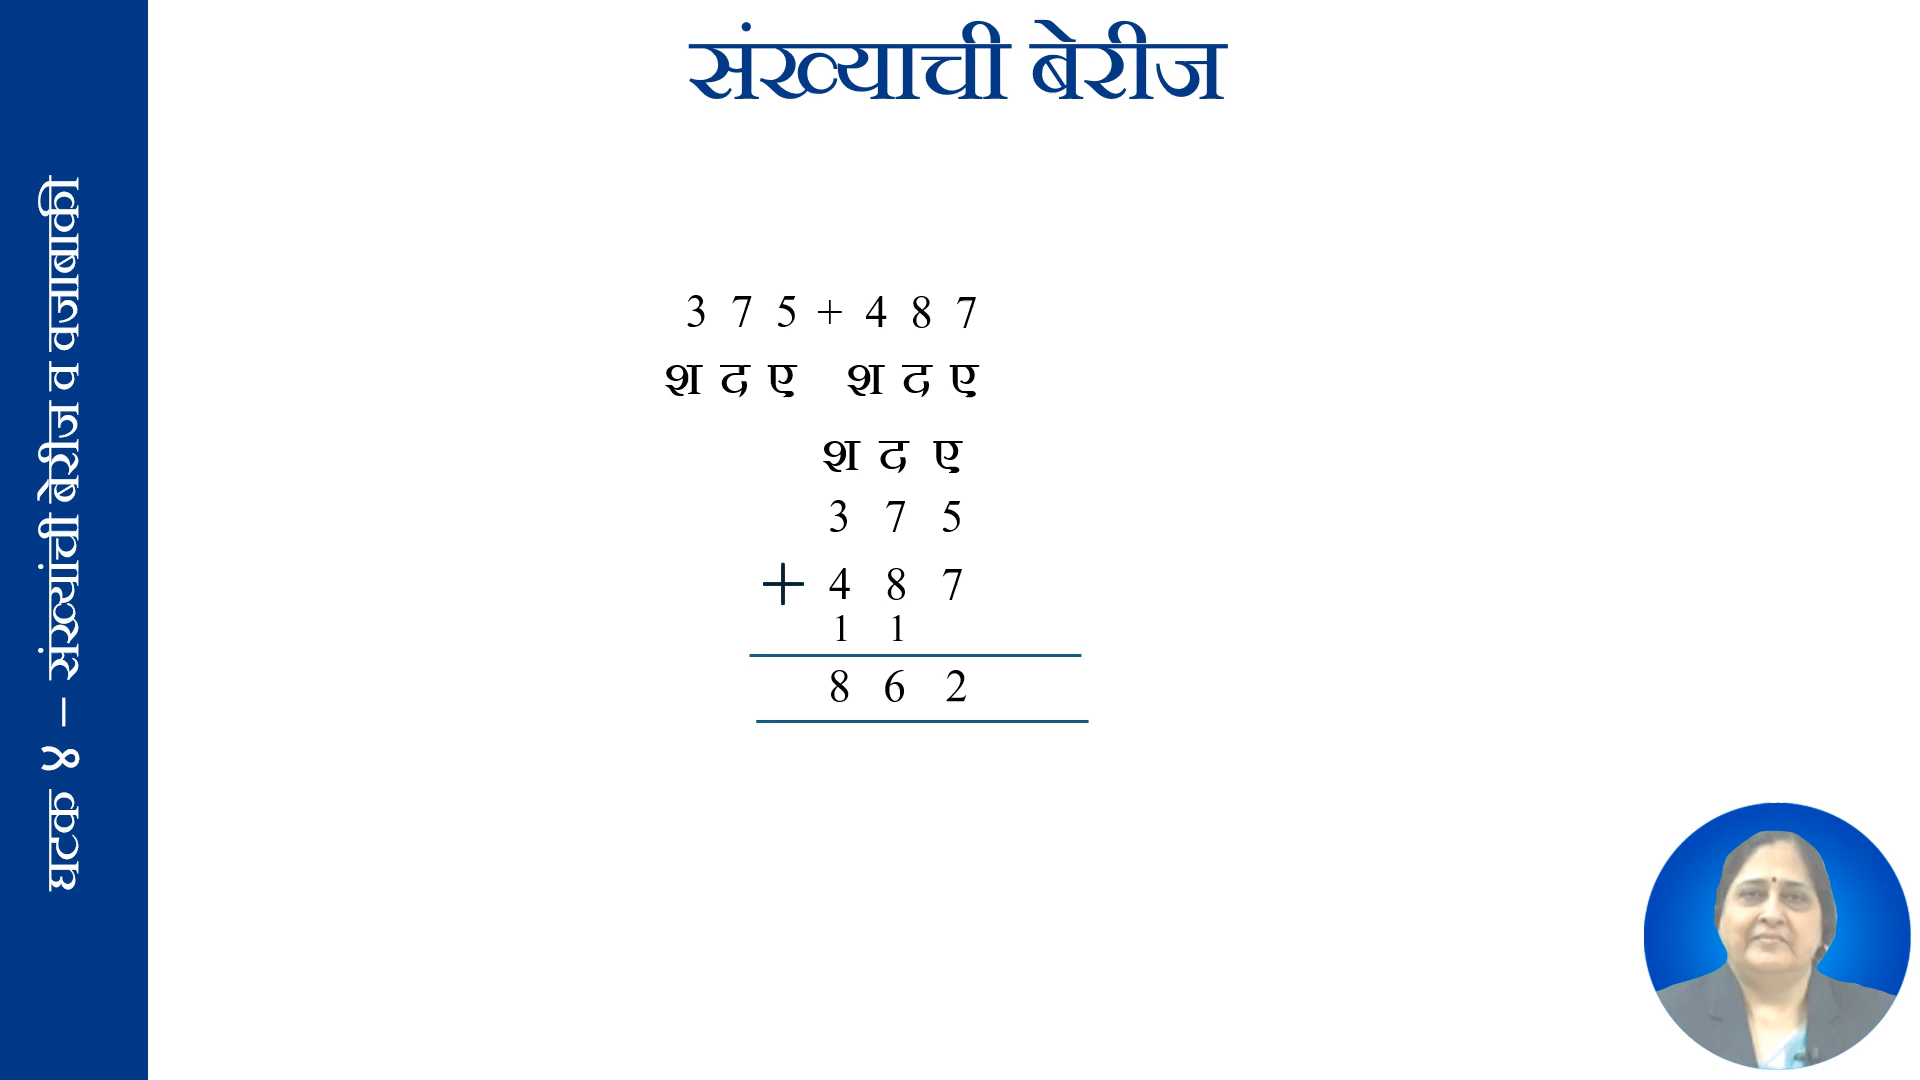 संख्याची बेरीज
घटक १ – संख्यांची बेरीज व वजाबाकी
3 7 5 + 4 8 7
श द ए श द ए
श द ए
3 7 5
+ 4 8 7
1 1
8 6 2